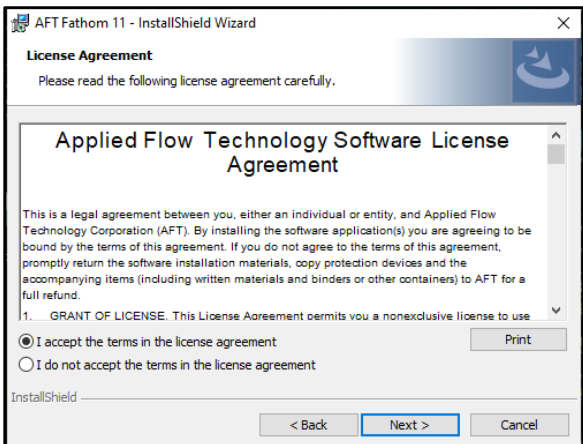 AFT Fathom 11 - InstallShield Wizard
License Agreement
Please read the following license agreement carefully.
Applied Flow Technology Software License
Agreement
This is a legal agreement between you, either an individual or entity, and Applied Flow
Technology Corporation (AFT). By installing the software application(s) you are agreeing to be
bound by the terms of this agreement. If you do not agree to the terms of this agreement,
promptly return the software installation materials, copy protection devices and the
accompanying items (including written materials and binders or other containers) to AFT for a
full refund.
1. GRANT OF LICENSE. This License Agreement permits you a nonexclusive license to use
I accept the terms in the license agreement
Print
I do not accept the terms in the license agreement
InstallShield
< Back
Next >
Cancel